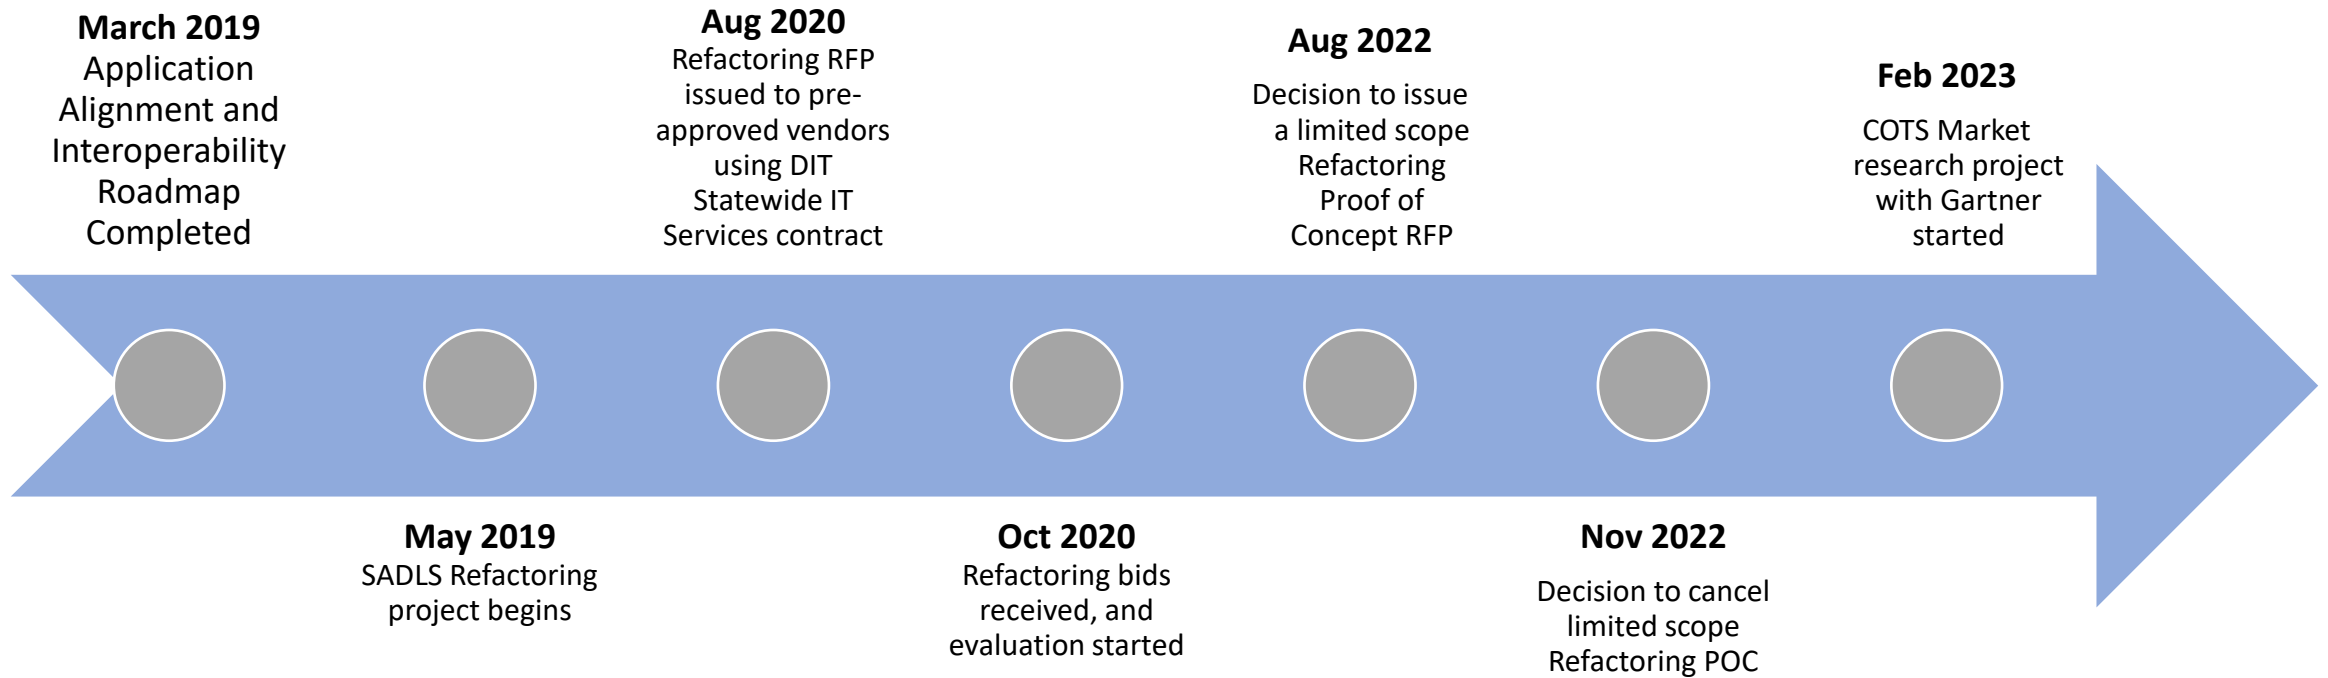 March 2019
Application
Alignment and
Interoperability
Roadmap
Completed
May 2019
SADLS Refactoring
project begins
Aug 2020
Refactoring RFP
issued to pre-
approved vendors
using DIT
Statewide IT
Services contract
Oct 2020
Refactoring bids
received, and
evaluation started
Aug 2022
Decision to issue
a limited scope
Refactoring
Proof of
Concept RFP
Nov 2022
Decision to cancel
limited scope
Refactoring POC
Feb 2023
COTS Market
research project
with Gartner
started